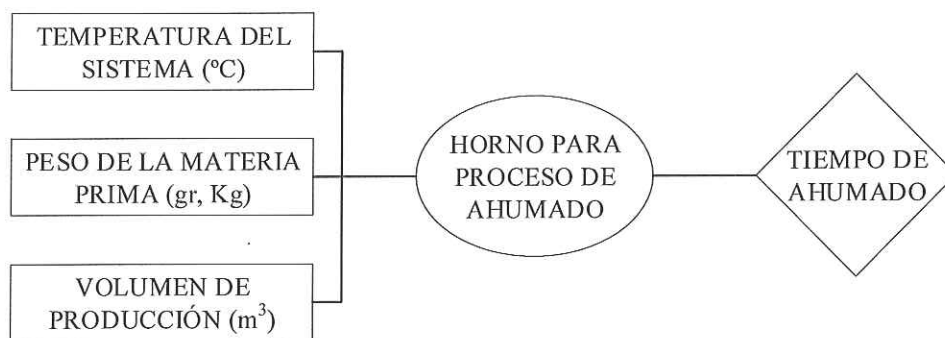 TEMPERATURA DEL
SISTEMA (ºC)
PESO DE LA MATERIA
PRIMA (gr, Kg)
VOLUMEN DE
PRODUCCIÓN (m³)
HORNO PARA
PROCESO DE
AHUMADO
TIEMPO DE
AHUMADO